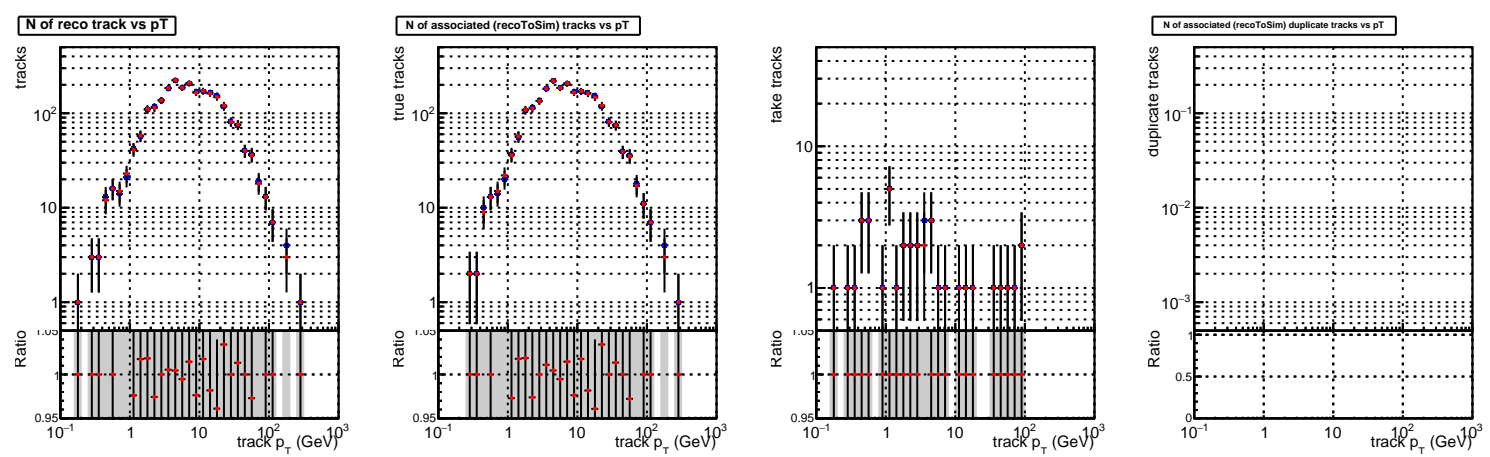 N of reco track vs pT
tracks
10²
10
1
1.05
Ratio
1
0.95
10⁻¹ 1 10 10² 10³
track p_T (GeV)
N of associated (recoToSim) tracks vs pT
true tracks
10²
10
1
1.05
Ratio
1
0.95
10⁻¹ 1 10 10² 10³
track p_T (GeV)
fake tracks
10
1
1.05
Ratio
1
0.95
10⁻¹ 1 10 10² 10³
track p_T (GeV)
N of associated (recoToSim) duplicate tracks vs pT
duplicate tracks
10⁻¹
10⁻²
10⁻³
Ratio
1
0.5
0
10⁻¹ 1 10 10² 10³
track p_T (GeV)